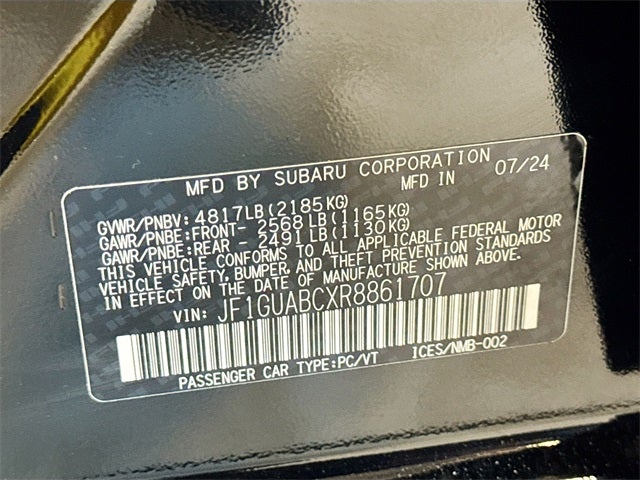 MFD BY SUBARU CORPORATION
MFD IN 07/24
GVWR/PNBV: 4817LB(2185KG)
GAWR/PNBE:FRONT- 2568LB(1165KG)
GAWR/PNBE:REAR - 2491LB(1130KG)
THIS VEHICLE CONFORMS TO ALL APPLICABLE FEDERAL MOTOR
VEHICLE SAFETY, BUMPER, AND THEFT PREVENTION STANDARDS
IN EFFECT ON THE DATE OF MANUFACTURE SHOWN ABOVE.
VIN: JF1GUABCXR8861707
PASSENGER CAR TYPE:PC/VT ICES/NMB-002